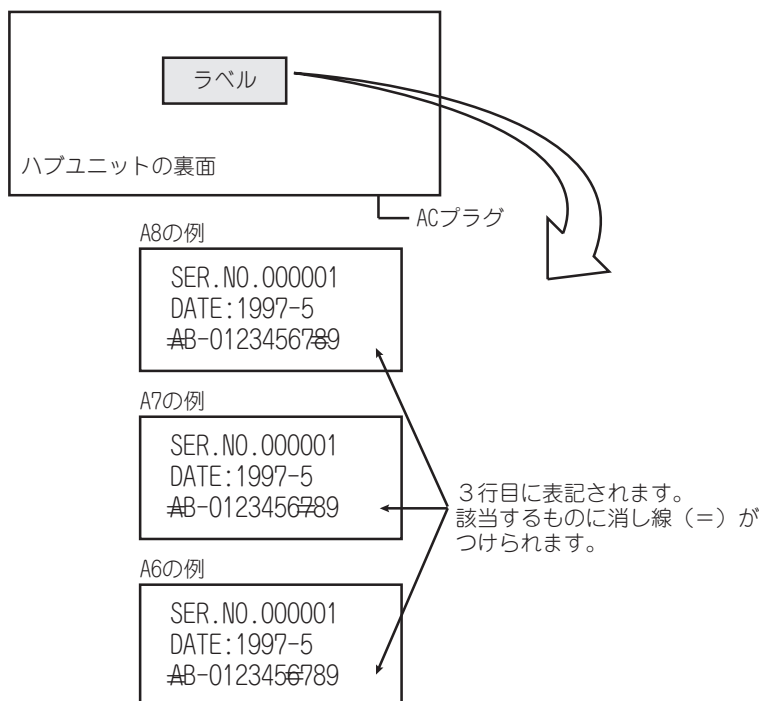 ラベル
ハブユニットの裏面
ACプラグ
A8の例
SER.NO.000001
DATE:1997-5
AB-0123456789
A7の例
SER.NO.000001
DATE:1997-5
AB-0123456789
３行目に表記されます。
該当するものに消し線（＝）が
つけられます。
A6の例
SER.NO.000001
DATE:1997-5
AB-0123456789